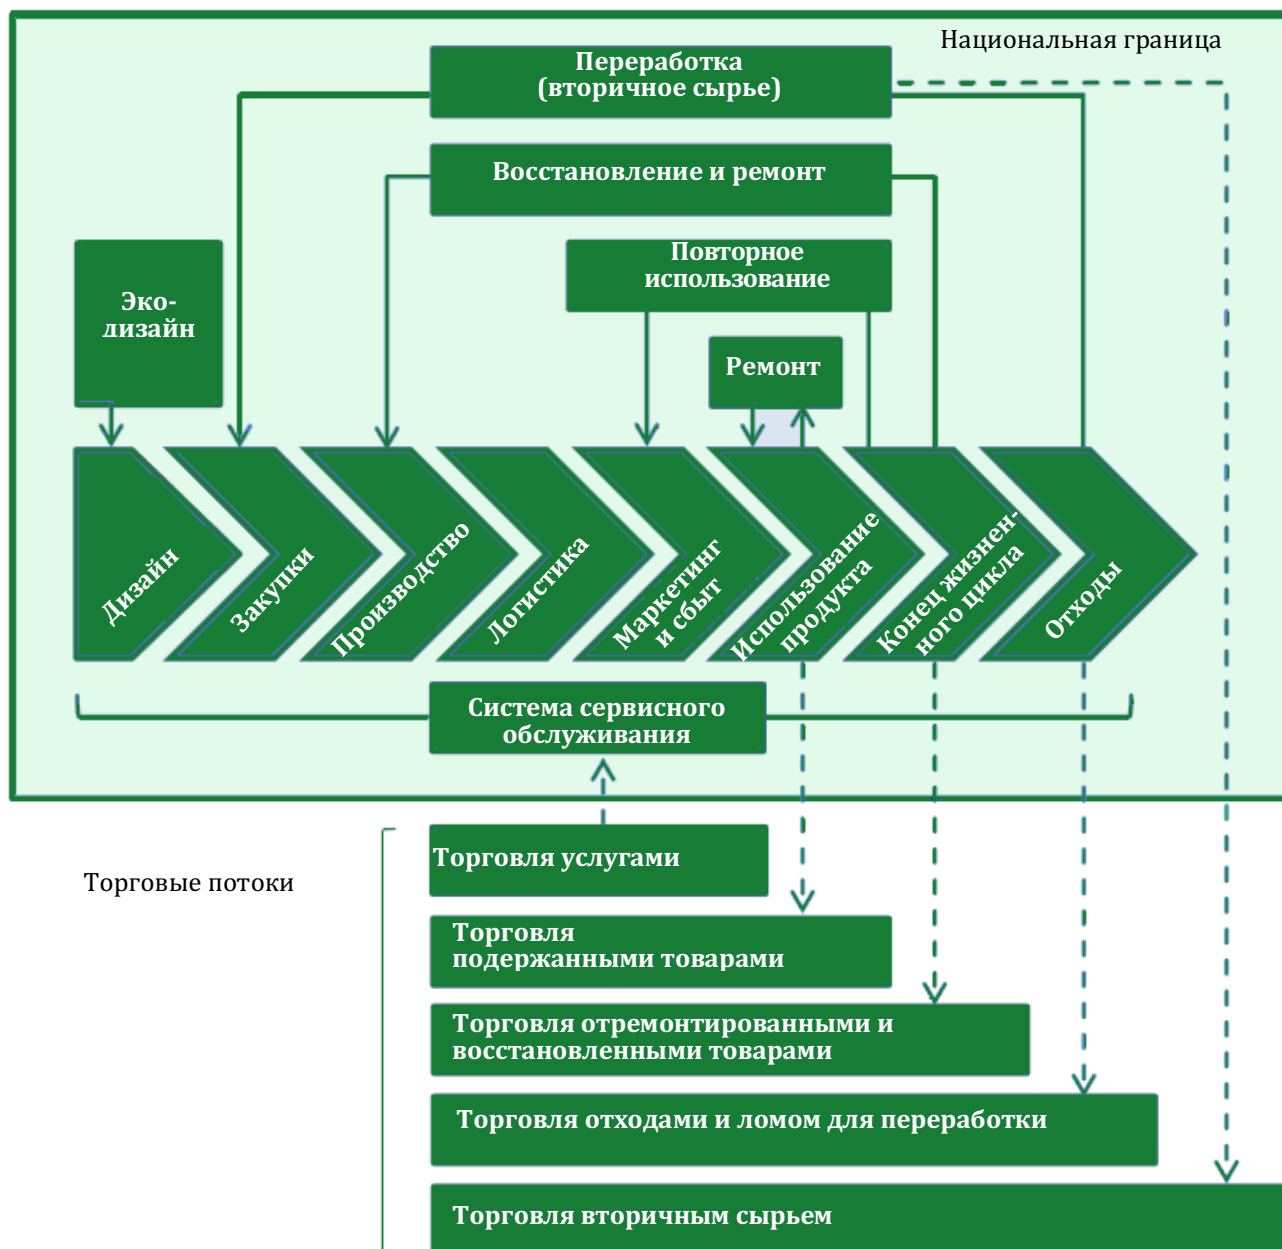 Национальная граница
Переработка
(вторичное сырье)
Восстановление и ремонт
Повторное
использование
Эко-
дизайн
Ремонт
Дизайн
Закупки
Производство
Логистика
Маркетинг
и сбыт
Использование
продукта
Конец жизнен-
ного цикла
Отходы
Система сервисного
обслуживания
Торговые потоки
Торговля услугами
Торговля
подержанными товарами
Торговля отремонтированными и
восстановленными товарами
Торговля отходами и ломом для переработки
Торговля вторичным сырьем